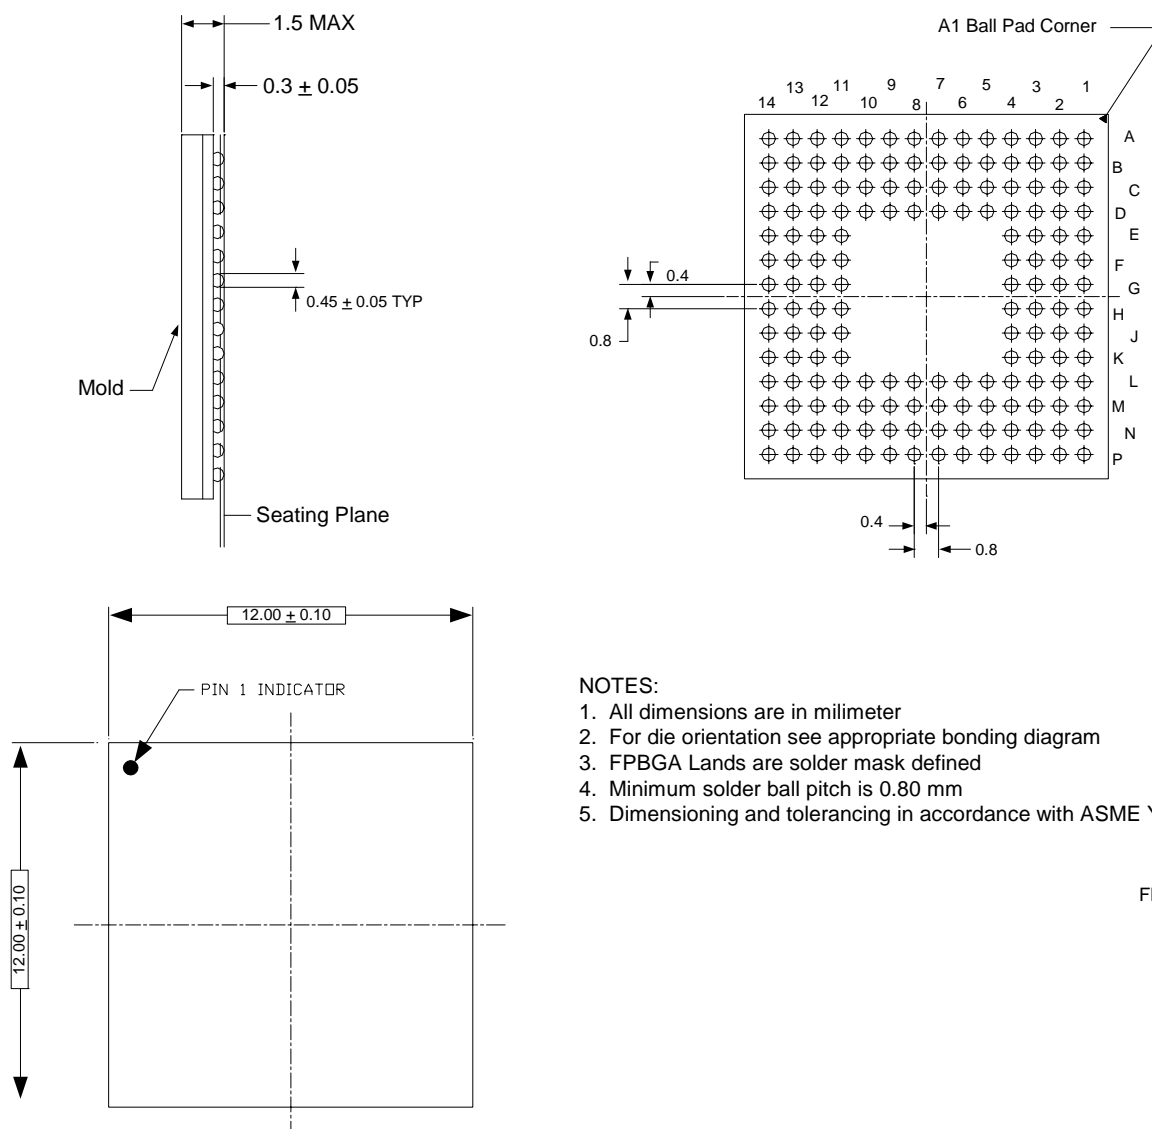 1.5 MAX
A1 Ball Pad Corner
0.3 ± 0.05
13 11 9 7 5 3 1
14 12 10 8 6 4 2
A
B
C
D
E
F
0.4
G
0.45 ± 0.05 TYP
H
0.8
J
K
Mold
L
M
N
P
Seating Plane
0.4
0.8
12.00 ± 0.10
PIN 1 INDICATOR
NOTES:
1. All dimensions are in milimeter
2. For die orientation see appropriate bonding diagram
3. FPBGA Lands are solder mask defined
4. Minimum solder ball pitch is 0.80 mm
5. Dimensioning and tolerancing in accordance with ASME
12.00 ± 0.10